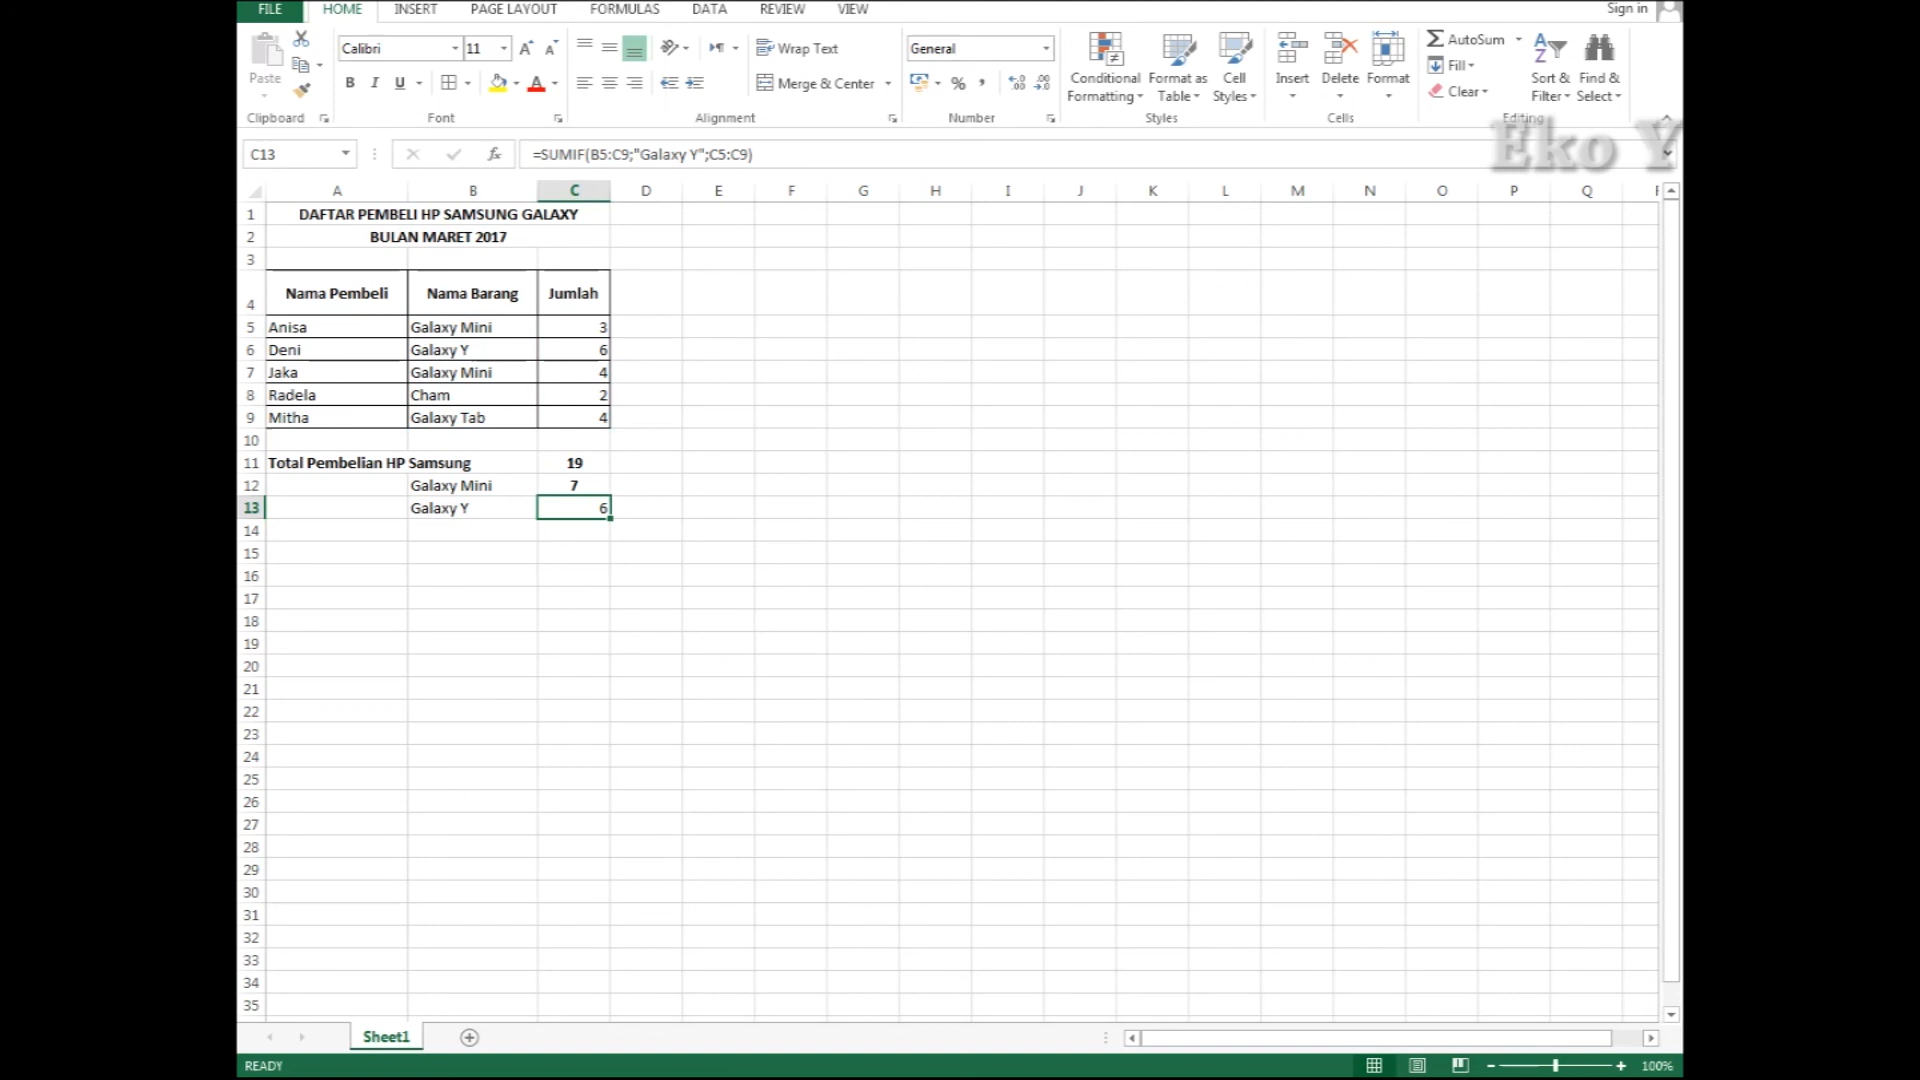 FILE HOME INSERT PAGE LAYOUT FORMULAS DATA REVIEW VIEW Sign in
Paste
Clipboard
Calibri 11
B I U
Font
Wrap Text
Merge & Center
Alignment
General
%
Number
Conditional Formatting
Format as Table
Cell Styles
Styles
Insert
Delete
Format
Cells
AutoSum
Fill
Clear
Sort & Filter
Find & Select
Editing
Eko Y
C13 fx =SUMIF(B5:C9;"Galaxy Y";C5:C9)
A B C D E F G H I J K L M N O P Q
1 DAFTAR PEMBELI HP SAMSUNG GALAXY
2 BULAN MARET 2017
3
4 Nama Pembeli Nama Barang Jumlah
5 Anisa Galaxy Mini 3
6 Deni Galaxy Y 6
7 Jaka Galaxy Mini 4
8 Radela Cham 2
9 Mitha Galaxy Tab 4
10
11 Total Pembelian HP Samsung 19
12 Galaxy Mini 7
13 Galaxy Y 6
14
15
16
17
18
19
20
21
22
23
24
25
26
27
28
29
30
31
32
33
34
35
Sheet1
READY 100%